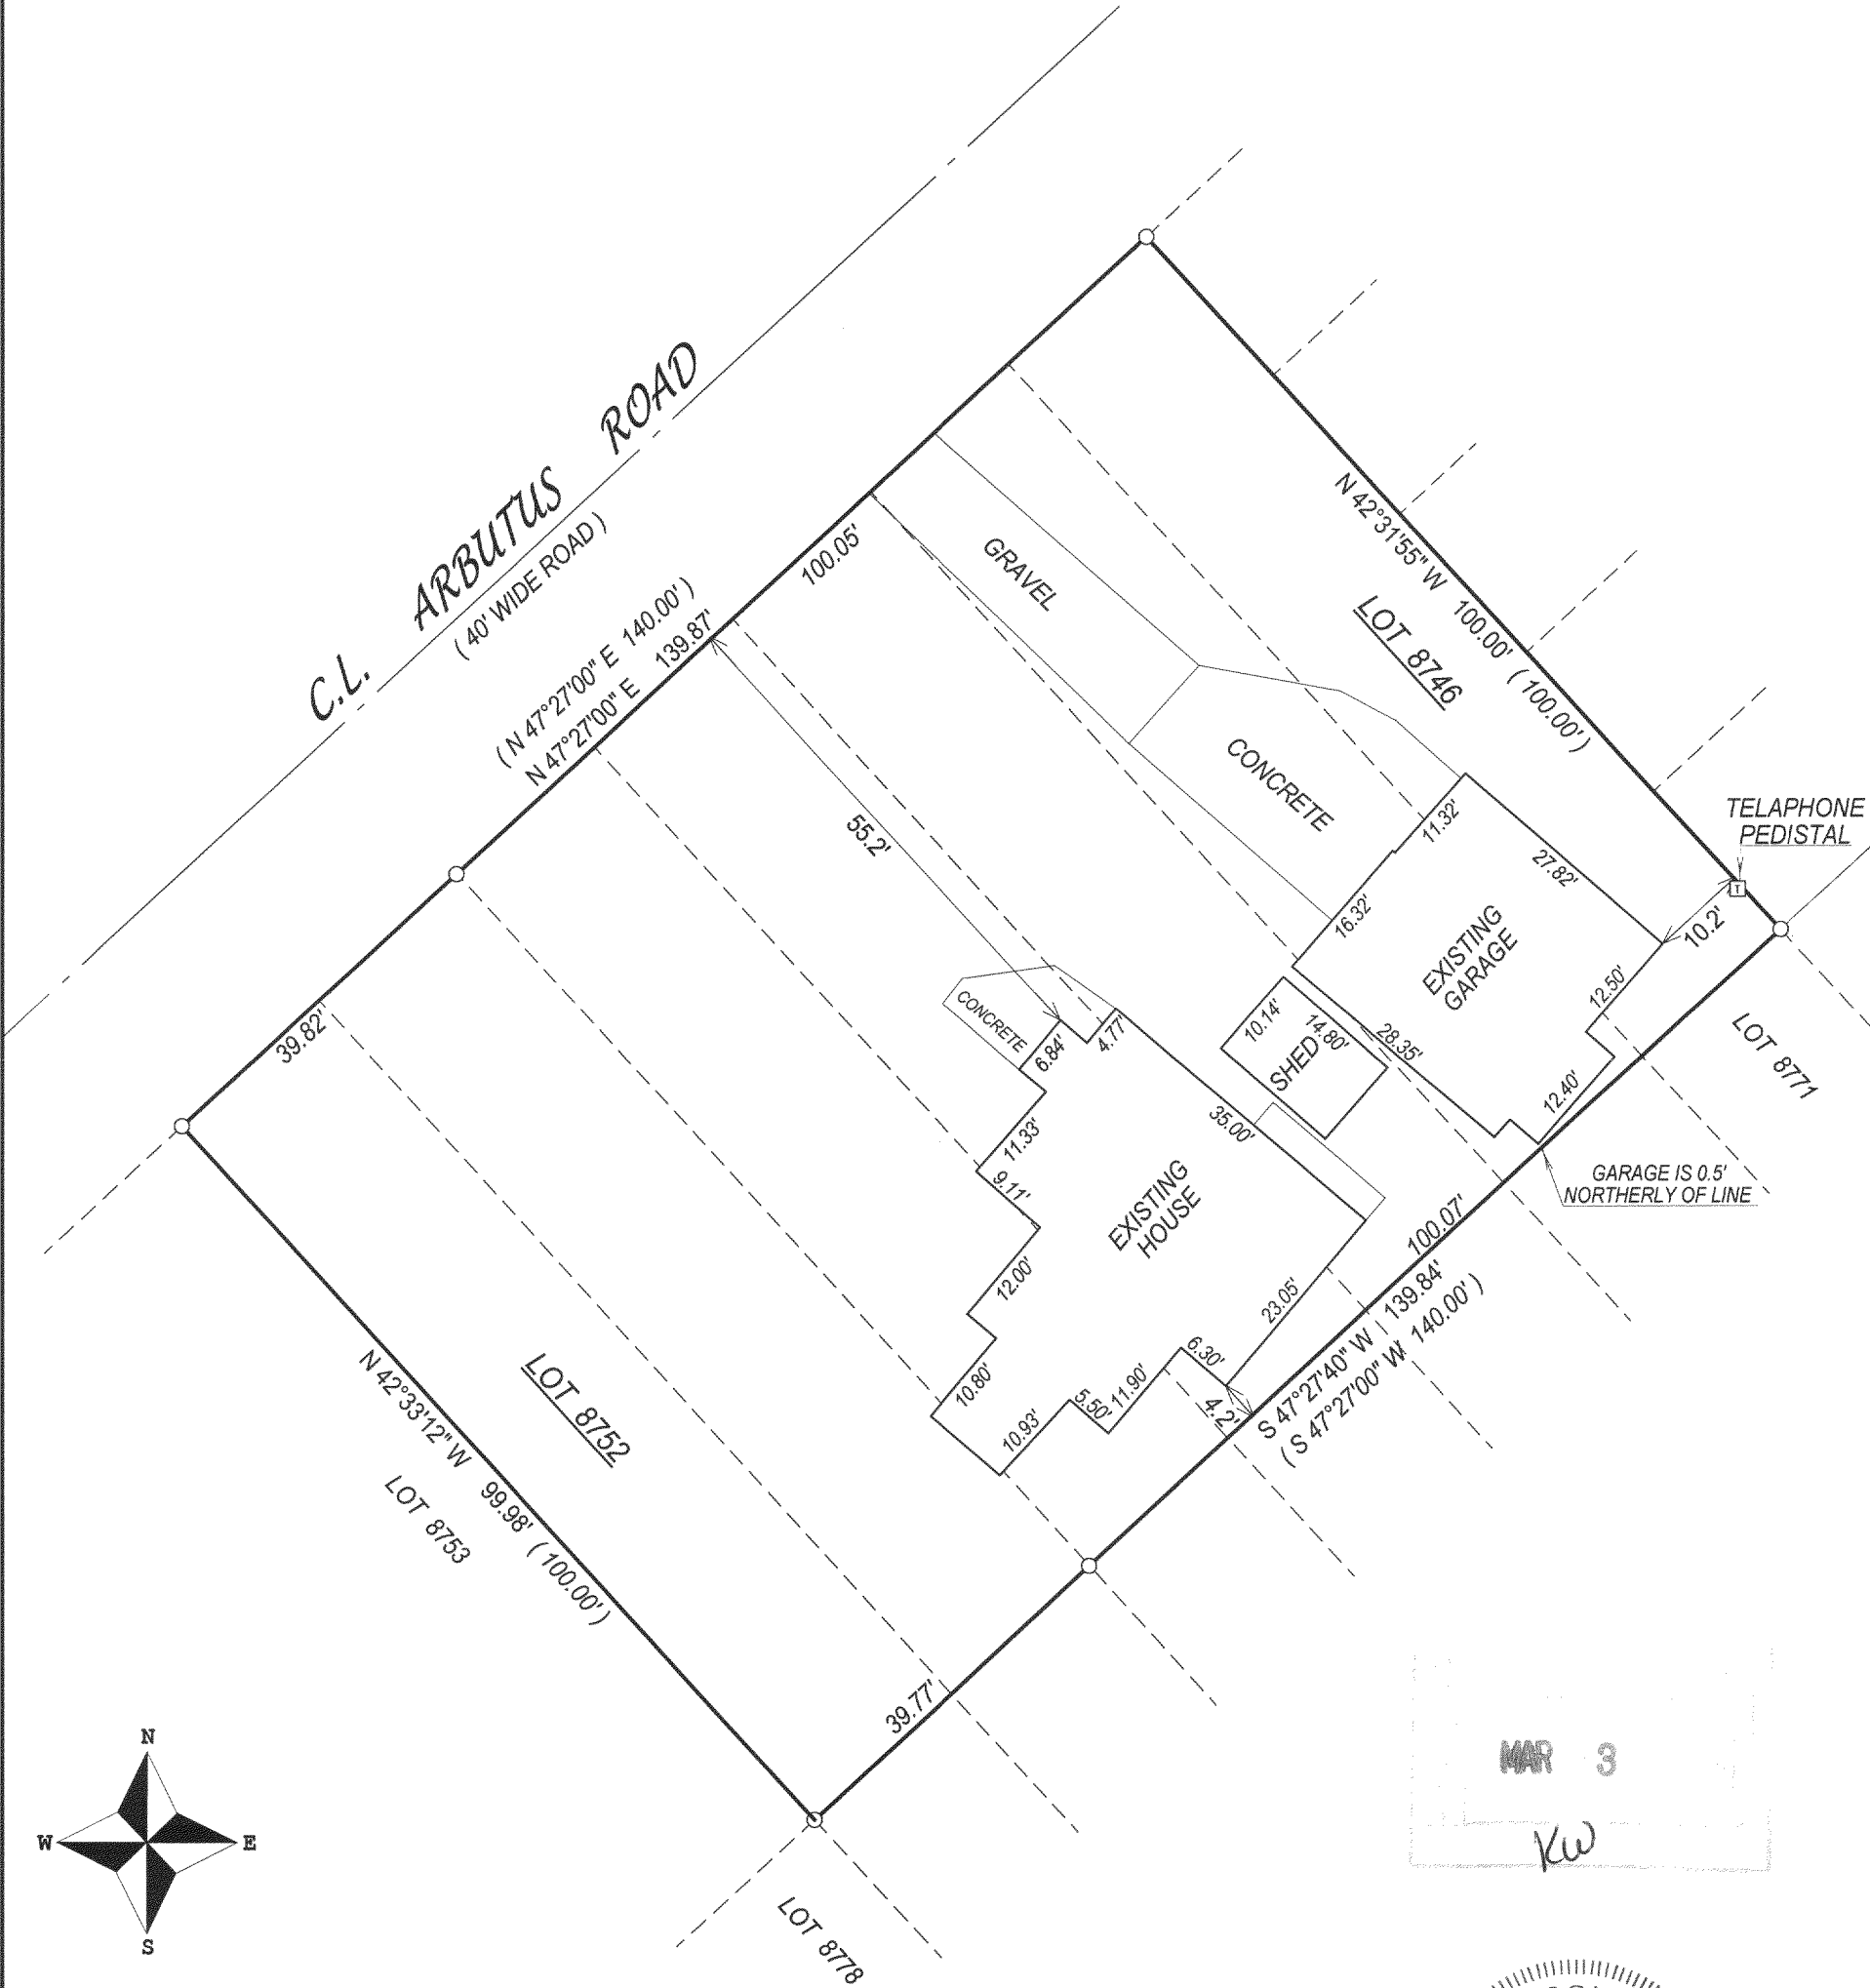 C.L. ARBUTUS ROAD
( 40' WIDE ROAD )
( N 47°27'00" E 140.00' )
N 47°27'00" E 139.87'
100.05'
39.82'
55.2'
GRAVEL
CONCRETE
LOT 8746
N 42°31'55" W 100.00' ( 100.00' )
TELAPHONE
PEDISTAL
T
10.2'
11.32'
27.82'
16.32'
EXISTING
GARAGE
12.50'
28.35'
12.40'
LOT 8771
GARAGE IS 0.5'
NORTHERLY OF LINE
10.14'
14.80'
SHED
CONCRETE
6.84'
4.77'
35.00'
11.33'
9.11'
EXISTING
HOUSE
12.00'
10.80'
10.93'
5.50'
11.90'
6.30'
23.05'
4.2'
100.07'
S 47°27'40" W 139.84'
( S 47°27'00" W 140.00' )
LOT 8752
N 42°33'12" W 99.98' ( 100.00' )
LOT 8753
39.77'
LOT 8778
N
W E
S
MAR 3
KW